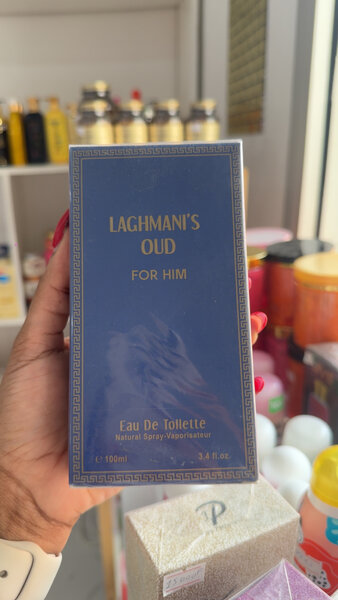 LAGHMANI'S
OUD
FOR HIM
Eau De Toilette
Natural Spray-Vaporisateur
℮ 100ml 3.4 fl.oz.
P